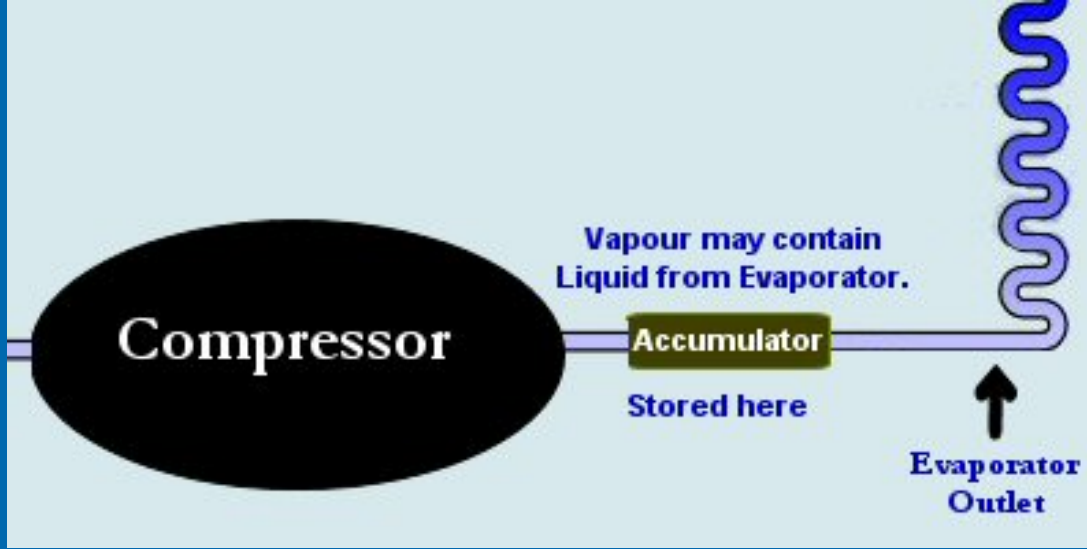 Vapour may contain
Liquid from Evaporator.
Compressor
Accumulator
Stored here
Evaporator
Outlet